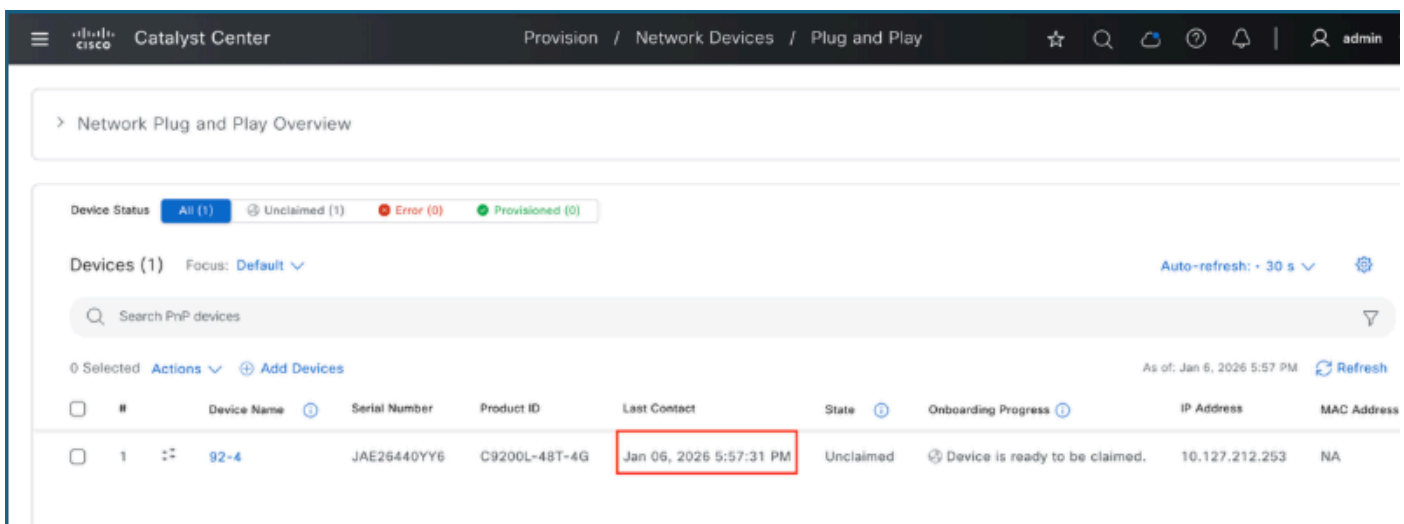 cisco Catalyst Center Provision / Network Devices / Plug and Play admin
> Network Plug and Play Overview
Device Status All (1) Unclaimed (1) Error (0) Provisioned (0)
Devices (1) Focus: Default Auto-refresh: • 30 s
Search PnP devices
0 Selected Actions Add Devices As of: Jan 6, 2026 5:57 PM Refresh
# Device Name Serial Number Product ID Last Contact State Onboarding Progress IP Address MAC Address
1 92-4 JAE26440YY6 C9200L-48T-4G Jan 06, 2026 5:57:31 PM Unclaimed Device is ready to be claimed. 10.127.212.253 NA